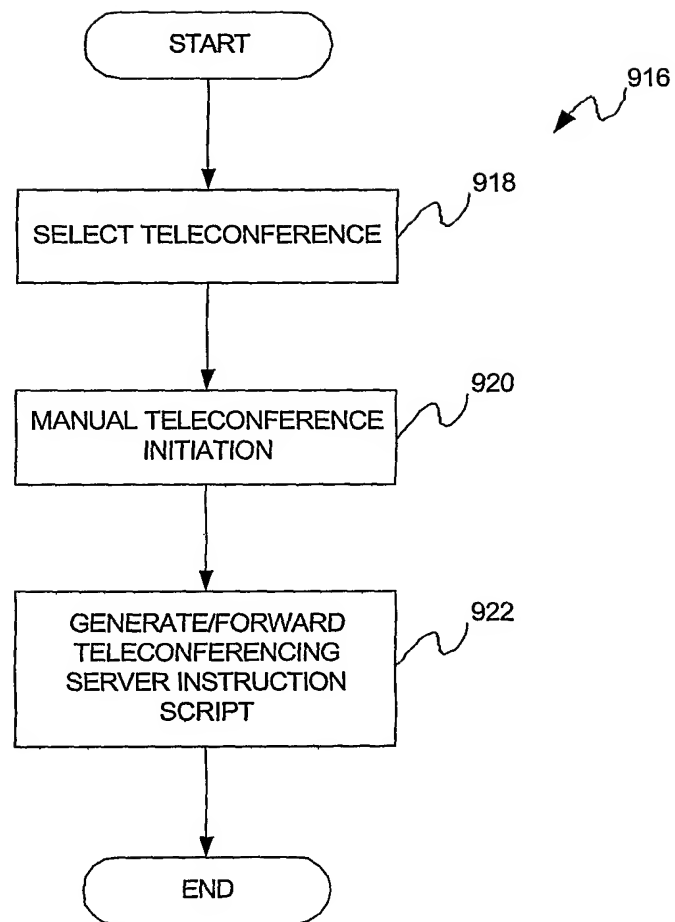 START
916
918
SELECT TELECONFERENCE
920
MANUAL TELECONFERENCE
INITIATION
922
GENERATE/FORWARD
TELECONFERENCING
SERVER INSTRUCTION
SCRIPT
END